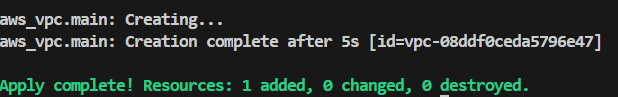 aws_vpc.main: Creating...
aws_vpc.main: Creation complete after 5s [id=vpc-08ddf0ceda5796e47]
Apply complete! Resources: 1 added, 0 changed, 0 destroyed.